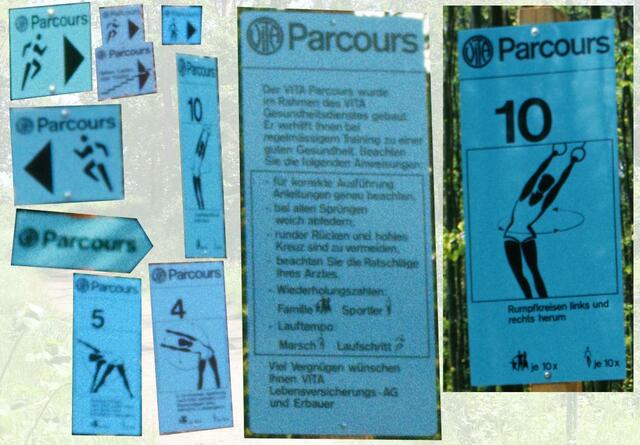 Parcours
Parcours
Parcours
Parcours
10
Parcours
5
Parcours
4
VITA Parcours
Der VITA Parcours wurde
im Rahmen des VITA
Gesundheitsdienstes gebaut.
Er verhilft Ihnen bei
regelmässigem Training zu einer
guten Gesundheit. Beachten
Sie die folgenden Anweisungen:
- für korrekte Ausführung
Anleitungen genau beachten.
- bei allen Sprüngen
weich abfedern.
- runder Rücken und hohles
Kreuz sind zu vermeiden.
- beachten Sie die Ratschläge
Ihres Arztes.
- Wiederholungszahlen:
Familie Sportler
- Lauftempo:
Marsch Laufschritt
Viel Vergnügen wünschen
Ihnen VITA
Lebensversicherungs-AG
und Erbauer
VITA Parcours
10
Rumpfkreisen links und
rechts herum
je 10x je 10x